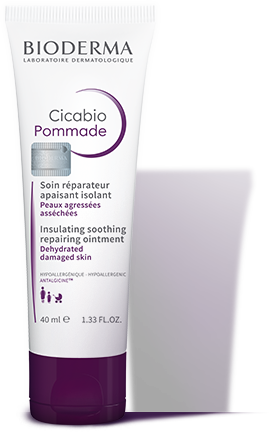 BIODERMA
LABORATOIRE DERMATOLOGIQUE
Cicabio
Pommade
Soin réparateur
apaisant isolant
Peaux agressées
asséchées
Insulating soothing
repairing ointment
Dehydrated
damaged skin
HYPOALLERGÉNIQUE - HYPOALLERGENIC
ANTALGICINE™
40 ml e 1.33 FL.OZ.